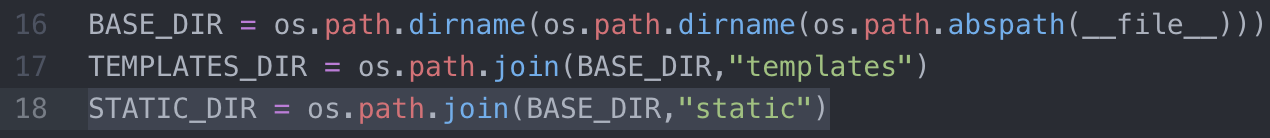 16 BASE_DIR = os.path.dirname(os.path.dirname(os.path.abspath(__file__)))
17 TEMPLATES_DIR = os.path.join(BASE_DIR,"templates")
18 STATIC_DIR = os.path.join(BASE_DIR,"static")